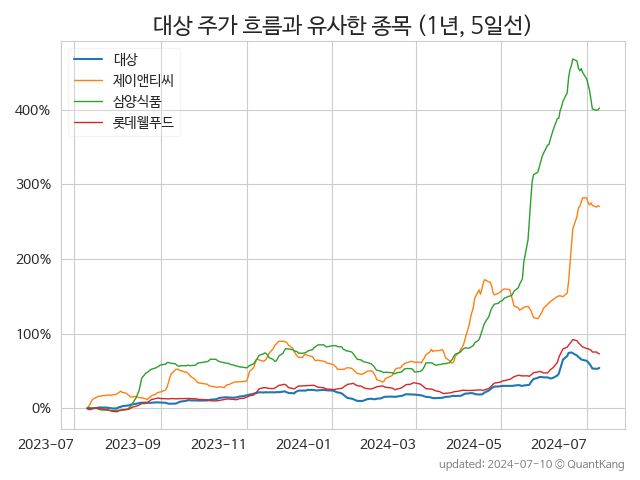 대상 주가 흐름과 유사한 종목 (1년, 5일선)
대상
제이앤티씨
삼양식품
롯데웰푸드
400%
300%
200%
100%
0%
2023-07 2023-09 2023-11 2024-01 2024-03 2024-05 2024-07
updated: 2024-07-10 © QuantKang